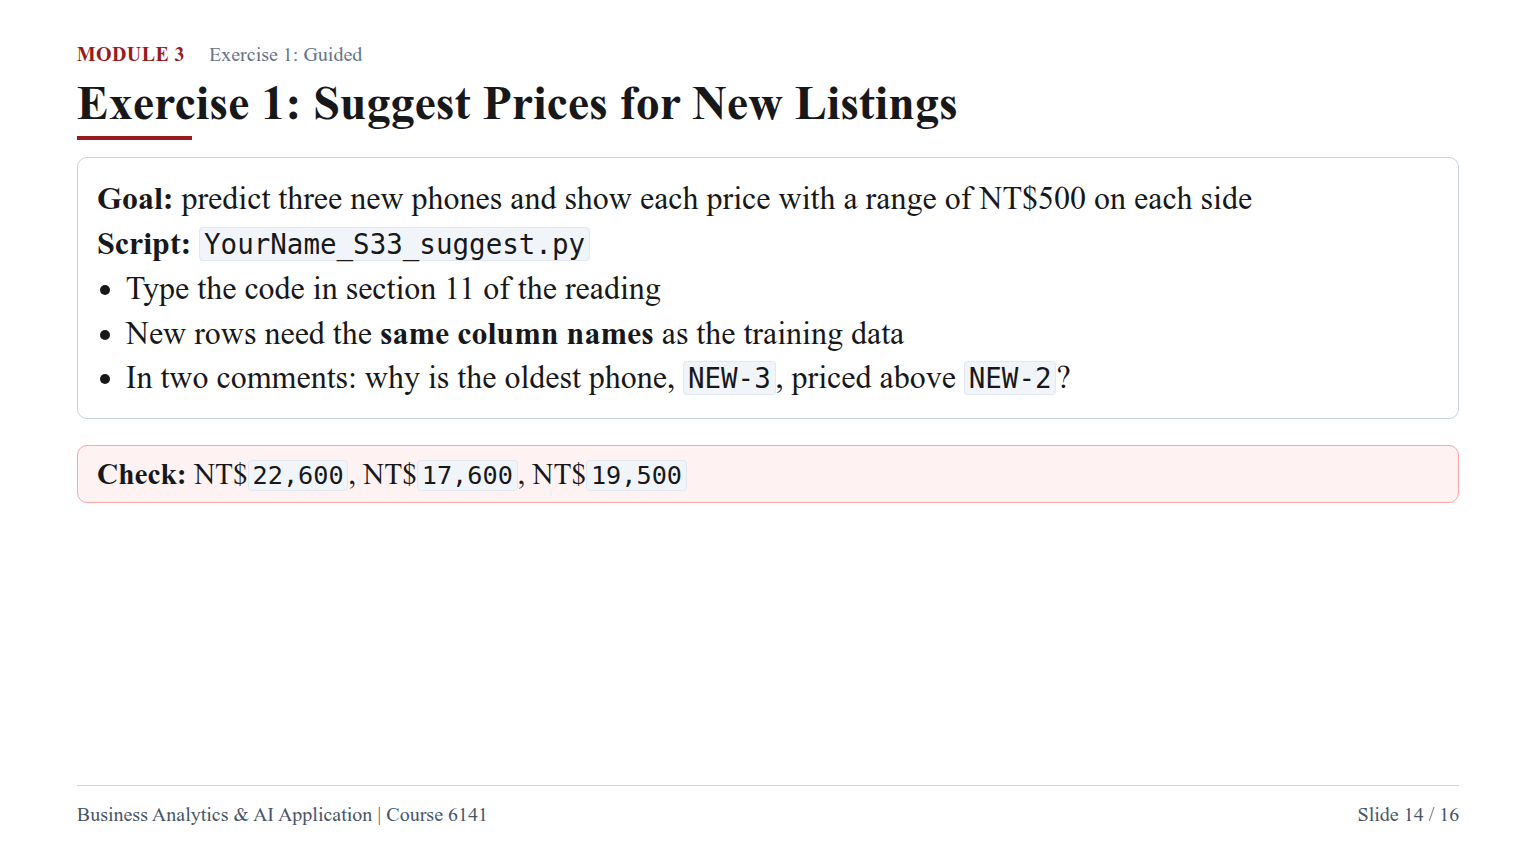 MODULE 3 Exercise 1: Guided
Exercise 1: Suggest Prices for New Listings
Goal: predict three new phones and show each price with a range of NT$500 on each side
Script: YourName_S33_suggest.py
• Type the code in section 11 of the reading
• New rows need the same column names as the training data
• In two comments: why is the oldest phone, NEW-3, priced above NEW-2?
Check: NT$22,600, NT$17,600, NT$19,500
Business Analytics & AI Application | Course 6141
Slide 14 / 16